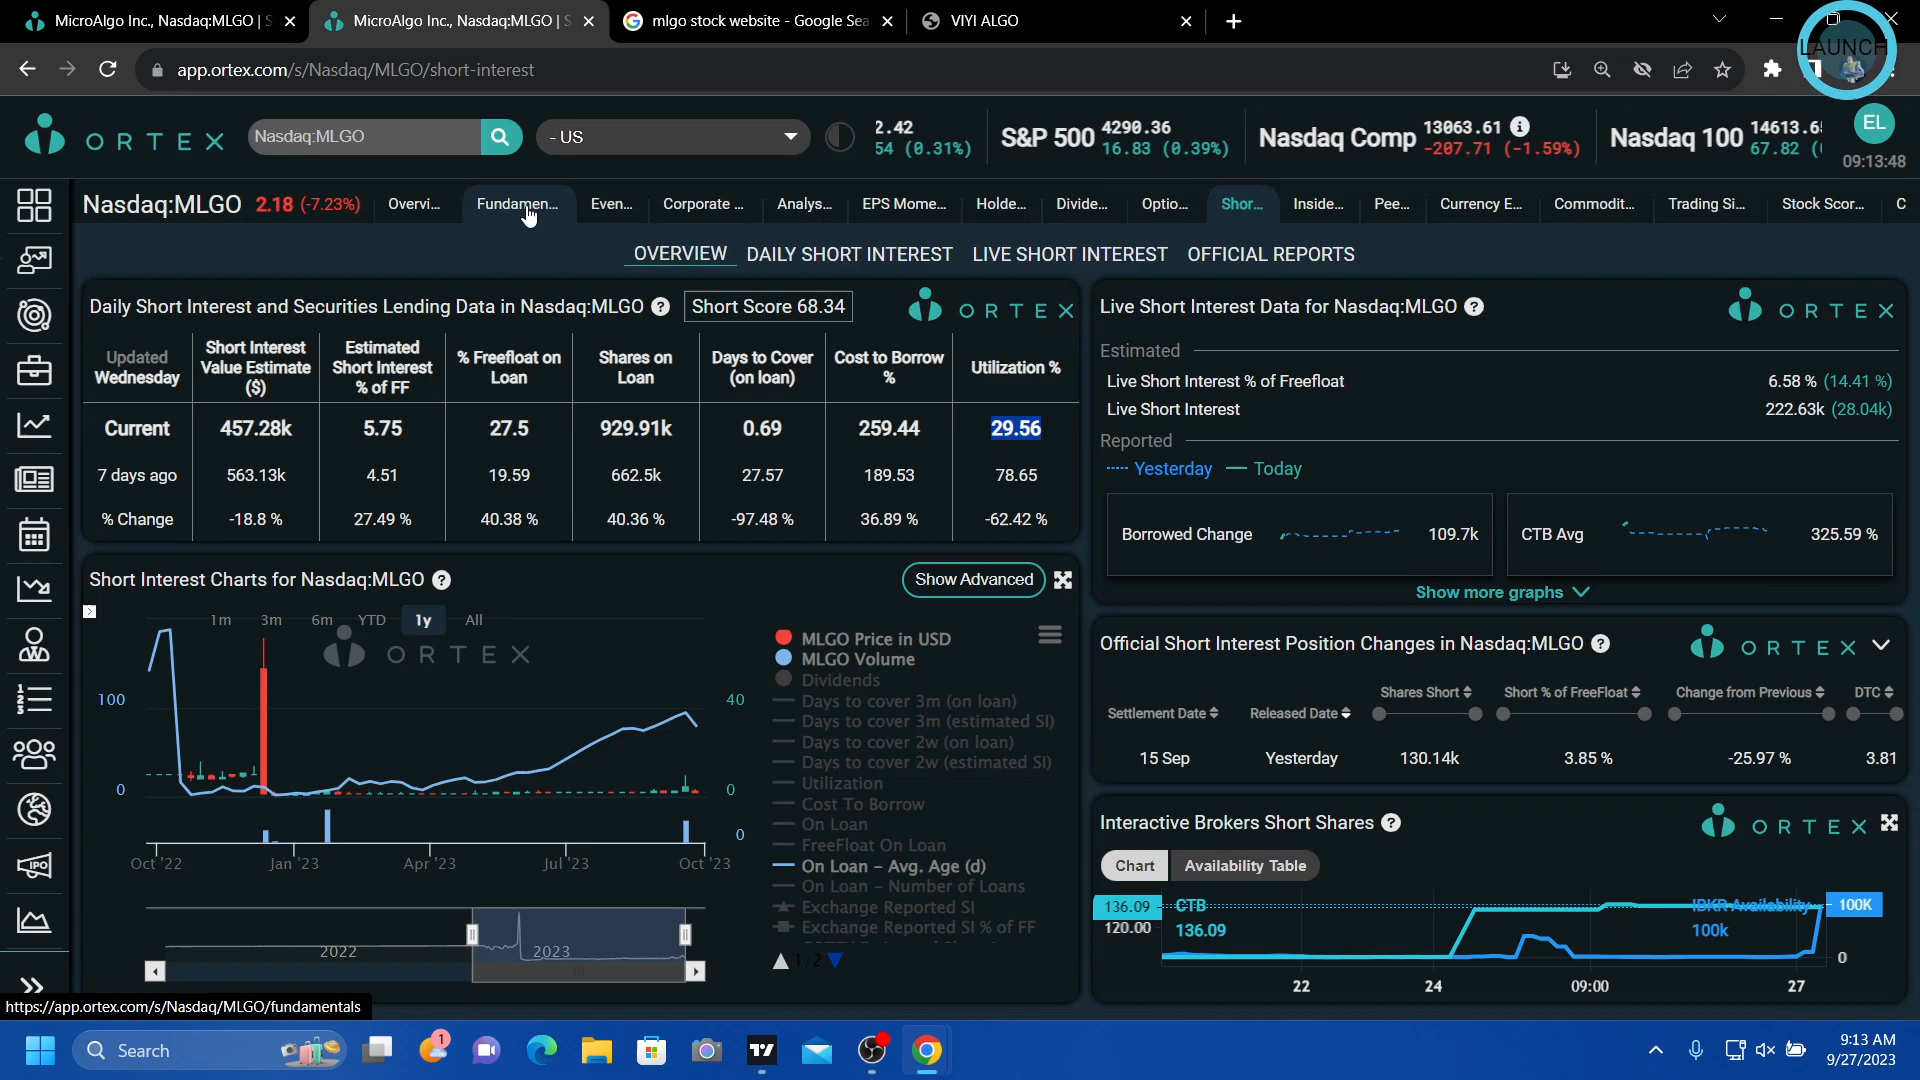 MicroAlgo Inc., Nasdaq:MLGO | S
MicroAlgo Inc., Nasdaq:MLGO | S
mlgo stock website - Google Sea
VIYI ALGO
LAUNCH
app.ortex.com/s/Nasdaq/MLGO/short-interest
ORTEX
Nasdaq:MLGO
- US
2.42
54 (0.31%)
S&P 500
4290.36
16.83 (0.39%)
Nasdaq Comp
13063.61
-207.71 (-1.59%)
Nasdaq 100
14613.6
67.82 (
EL
09:13:48
Nasdaq:MLGO 2.18 (-7.23%)
Overvi...
Fundamen...
Even...
Corporate ...
Analys...
EPS Mome...
Holde...
Divide...
Optio...
Shor...
Inside...
Pee...
Currency E...
Commodit...
Trading Si...
Stock Scor...
C
OVERVIEW DAILY SHORT INTEREST LIVE SHORT INTEREST OFFICIAL REPORTS
Daily Short Interest and Securities Lending Data in Nasdaq:MLGO ? Short Score 68.34
ORTEX
Updated Wednesday
Short Interest Value Estimate ($)
Estimated Short Interest % of FF
% Freefloat on Loan
Shares on Loan
Days to Cover (on loan)
Cost to Borrow %
Utilization %
Current 457.28k 5.75 27.5 929.91k 0.69 259.44 29.56
7 days ago 563.13k 4.51 19.59 662.5k 27.57 189.53 78.65
% Change -18.8 % 27.49 % 40.38 % 40.36 % -97.48 % 36.89 % -62.42 %
Live Short Interest Data for Nasdaq:MLGO ?
ORTEX
Estimated
Live Short Interest % of Freefloat 6.58 % (14.41 %)
Live Short Interest 222.63k (28.04k)
Reported
Yesterday Today
Borrowed Change 109.7k
CTB Avg 325.59 %
Show more graphs
Short Interest Charts for Nasdaq:MLGO ?
Show Advanced
1m 3m 6m YTD 1y All
ORTEX
100
0
40
0
0
Oct '22 Jan '23 Apr '23 Jul '23 Oct '23
2022 2023
MLGO Price in USD
MLGO Volume
Dividends
Days to cover 3m (on loan)
Days to cover 3m (estimated SI)
Days to cover 2w (on loan)
Days to cover 2w (estimated SI)
Utilization
Cost To Borrow
On Loan
FreeFloat On Loan
On Loan - Avg. Age (d)
On Loan - Number of Loans
Exchange Reported SI
Exchange Reported SI % of FF
1/2
Official Short Interest Position Changes in Nasdaq:MLGO ?
ORTEX
Settlement Date Released Date Shares Short Short % of FreeFloat Change from Previous DTC
15 Sep Yesterday 130.14k 3.85 % -25.97 % 3.81
Interactive Brokers Short Shares ?
ORTEX
Chart Availability Table
136.09
120.00
CTB
136.09
IBKR Availability
100k
100K
0
22 24 09:00 27
https://app.ortex.com/s/Nasdaq/MLGO/fundamentals
Search
1
9:13 AM
9/27/2023